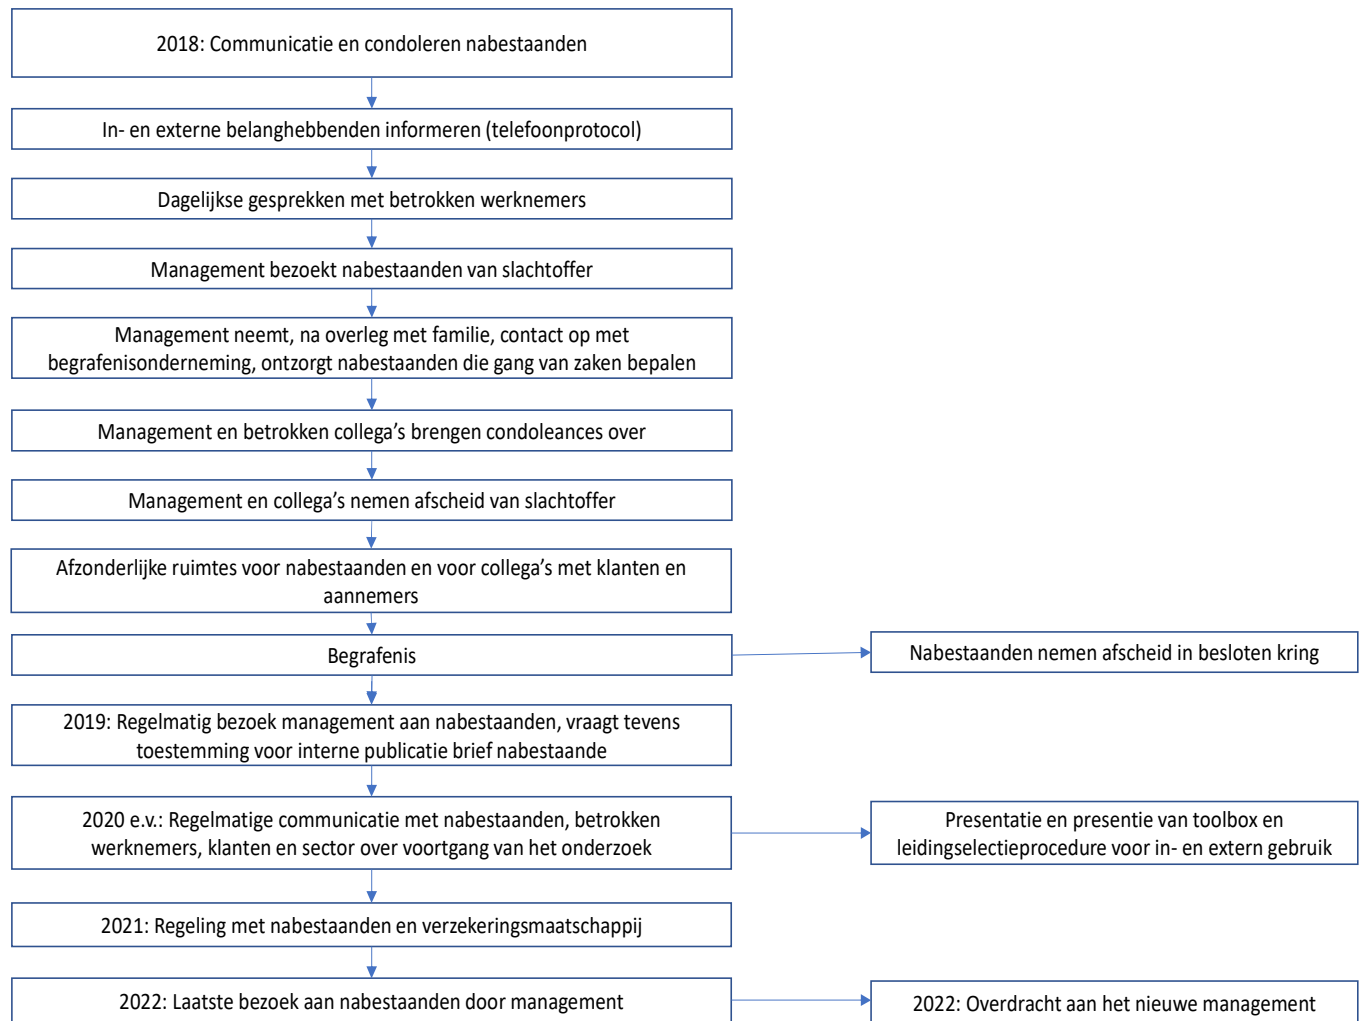 2018: Communicatie en condoleren nabestaanden
In- en externe belanghebbenden informeren (telefoonprotocol)
Dagelijkse gesprekken met betrokken werknemers
Management bezoekt nabestaanden van slachtoffer
Management neemt, na overleg met familie, contact op met
begrafenisonderneming, ontzorgt nabestaanden die gang van zaken bepalen
Management en betrokken collega’s brengen condoleances over
Management en collega’s nemen afscheid van slachtoffer
Afzonderlijke ruimtes voor nabestaanden en voor collega’s met klanten en
aannemers
Begrafenis
Nabestaanden nemen afscheid in besloten kring
2019: Regelmatig bezoek management aan nabestaanden, vraagt tevens
toestemming voor interne publicatie brief nabestaande
2020 e.v.: Regelmatige communicatie met nabestaanden, betrokken
werknemers, klanten en sector over voortgang van het onderzoek
Presentatie en presentie van toolbox en
leidingselectieprocedure voor in- en extern gebruik
2021: Regeling met nabestaanden en verzekeringsmaatschappij
2022: Laatste bezoek aan nabestaanden door management
2022: Overdracht aan het nieuwe management